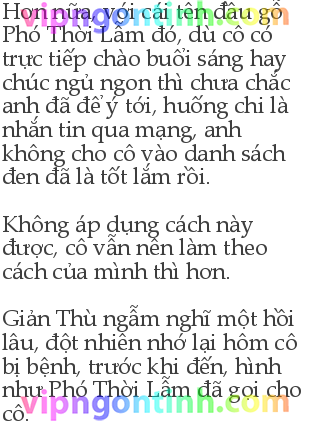 vipngontinh.com
Hơn nữa, với cái tên đầu gỗ
Phó Thời Lẫm đó, dù cô có
trực tiếp chào buổi sáng hay
chúc ngủ ngon thì chưa chắc
anh đã để ý tới, huống chi là
nhắn tin qua mạng, anh
không cho cô vào danh sách
đen đã là tốt lắm rồi.
Không áp dụng cách này
được, cô vẫn nên làm theo
cách của mình thì hơn.
Giản Thù ngẫm nghĩ một hồi
lâu, đột nhiên nhớ lại hôm cô
bị bệnh, trước khi đến, hình
như Phó Thời Lẫm đã gọi cho
cô.
vipngontinh.com